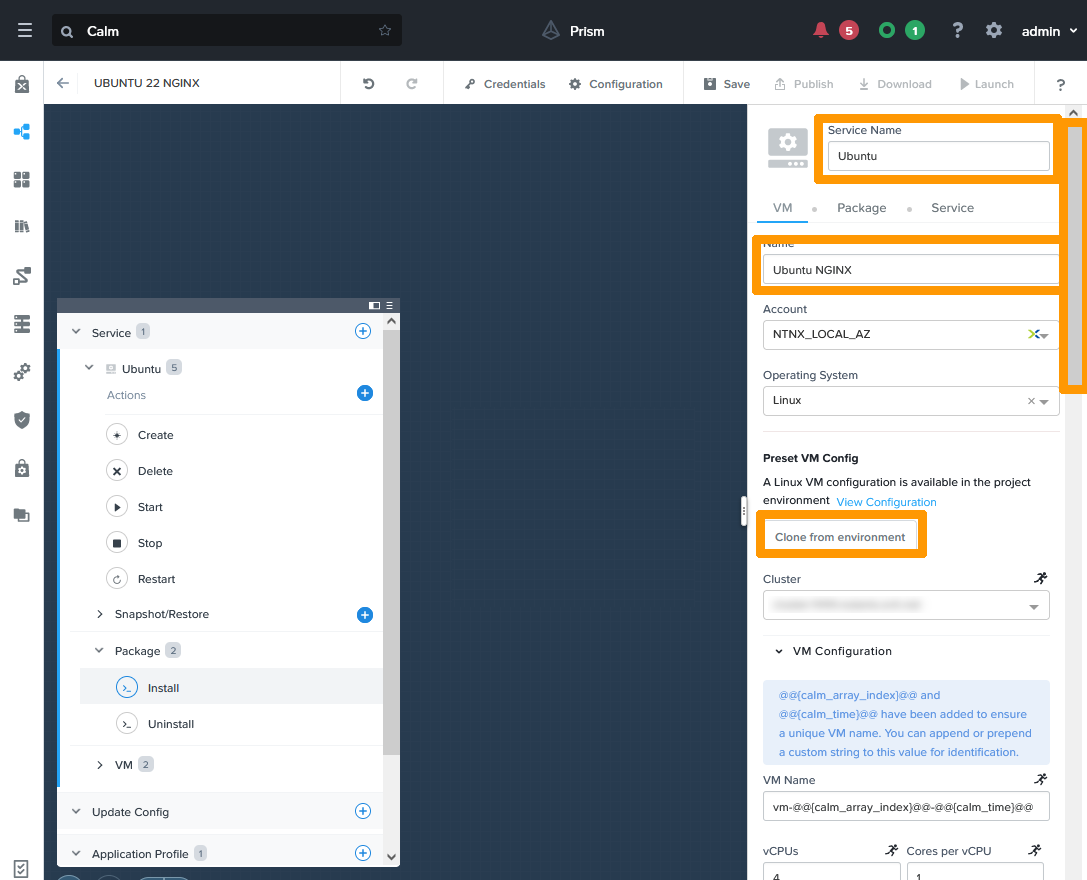 Calm
Prism
5
1
?
admin
UBUNTU 22 NGINX
Credentials
Configuration
Save
Publish
Download
Launch
?
Service 1
Ubuntu 5
Actions
Create
Delete
Start
Stop
Restart
Snapshot/Restore
Package 2
Install
Uninstall
VM 2
Update Config
Application Profile 1
Service Name
Ubuntu
VM
Package
Service
Name
Ubuntu NGINX
Account
NTNX_LOCAL_AZ
Operating System
Linux
Preset VM Config
A Linux VM configuration is available in the project
environment View Configuration
Clone from environment
Cluster
VM Configuration
@@{calm_array_index}@@ and
@@{calm_time}@@ have been added to ensure
a unique VM name. You can append or prepend
a custom string to this value for identification.
VM Name
vm-@@{calm_array_index}@@-@@{calm_time}@@
vCPUs
Cores per vCPU
4
1